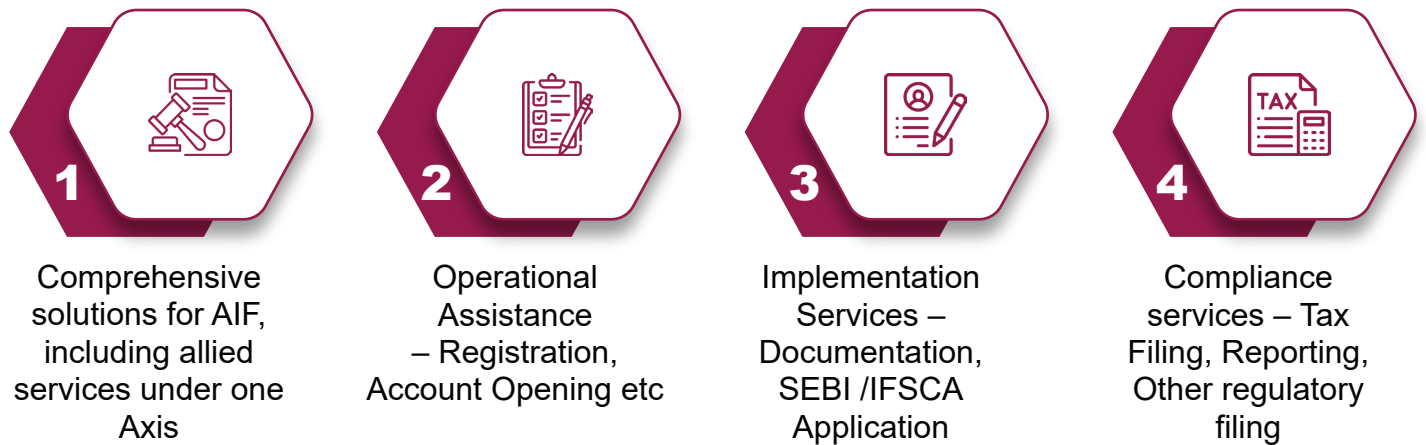 1
Comprehensive
solutions for AIF,
including allied
services under one
Axis
2
Operational
Assistance
– Registration,
Account Opening etc
3
Implementation
Services –
Documentation,
SEBI /IFSCA
Application
TAX
4
Compliance
services – Tax
Filing, Reporting,
Other regulatory
filing